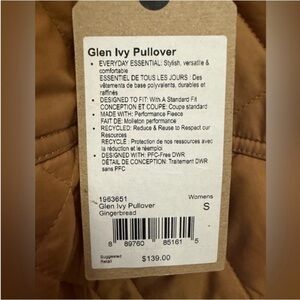 Glen Ivy Pullover
• EVERYDAY ESSENTIAL: Stylish, versatile &
comfortable
ESSENTIEL DE TOUS LES JOURS : Des
vêtements de base polyvalents, durables et
raffinés
• DESIGNED TO FIT: With A Standard Fit
CONCEPTION ET COUPE: Coupe standard
• MADE WITH: Performance Fleece
FAIT DE: Molleton performance
• RECYCLED: Reduce & Reuse to Respect our
Resources
RECYCLÉ : Protection de nos ressources avec
la réduction et le réemploi
• DESIGNED WITH: PFC-Free DWR
DÉTAIL DE CONCEPTION: Traitement DWR
sans PFC
1963651 Womens
Glen Ivy Pullover S
Gingerbread
8 89760 85161 5
Suggested
Retail $139.00